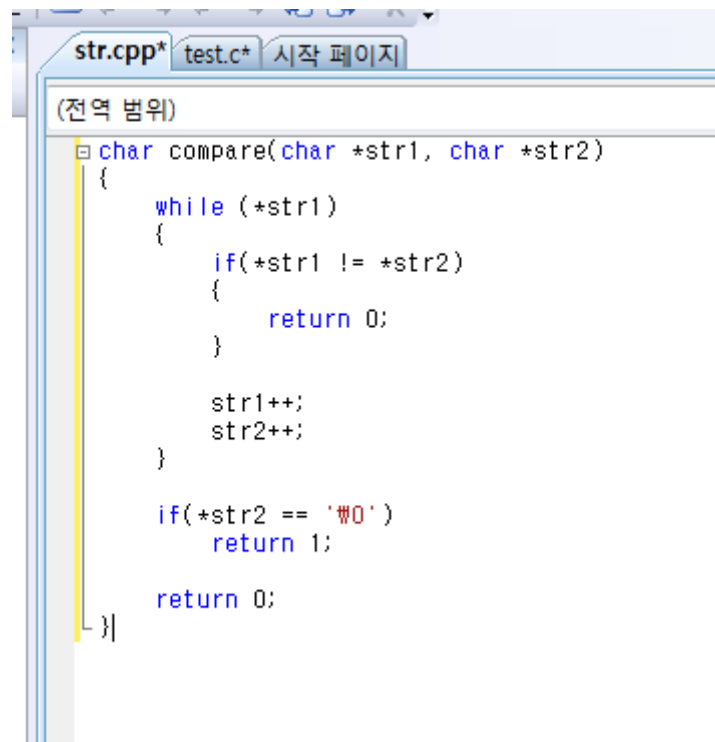 str.cpp* test.c* 시작 페이지
(전역 범위)
char compare(char *str1, char *str2)
{
    while (*str1)
    {
        if(*str1 != *str2)
        {
            return 0;
        }

        str1++;
        str2++;
    }

    if(*str2 == '₩0')
        return 1;

    return 0;
}